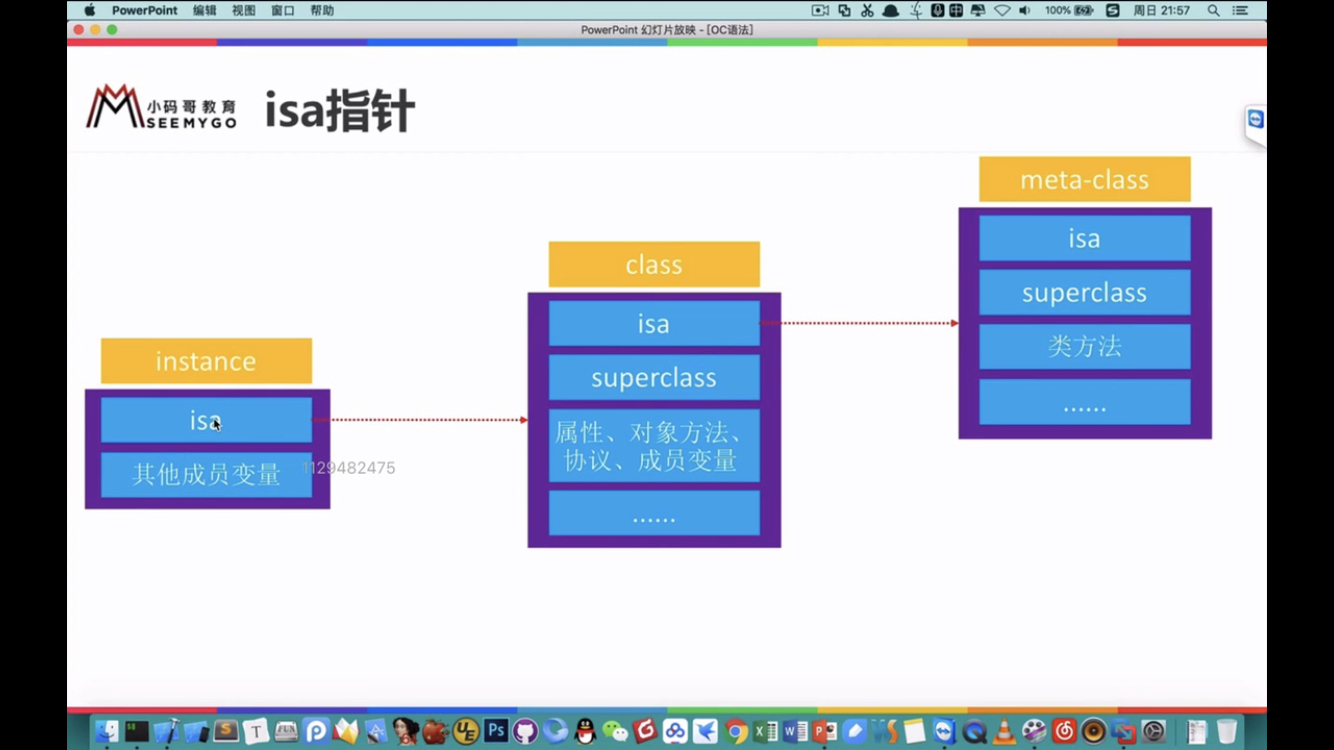 PowerPoint 编辑 视图 窗口 帮助 100% 周日 21:57
PowerPoint 幻灯片放映 - [OC语法]
小码哥教育
SEEMYGO
isa指针
instance
isa
其他成员变量
1129482475
class
isa
superclass
属性、对象方法、
协议、成员变量
......
meta-class
isa
superclass
类方法
......